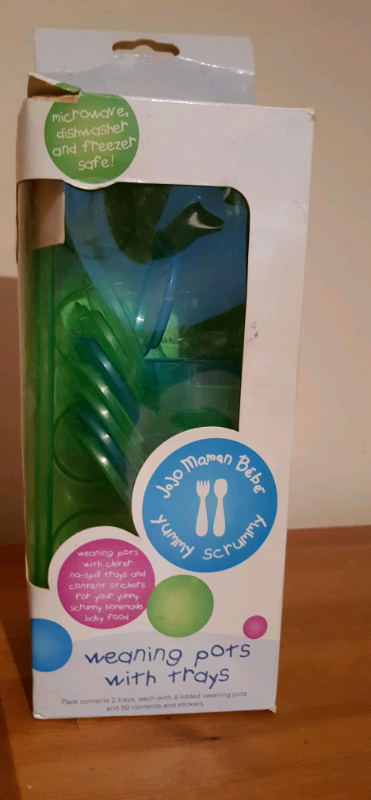 microwave,
dishwasher
and freezer
safe!
JoJo Maman Bébé
yummy scrummy
weaning pots
with clever
no-spill trays and
content stickers
for your yummy
scrummy homemade
baby food
weaning pots
with trays
Pack contains 2 trays, each with 8 lidded weaning pots
and 50 contents and stickers